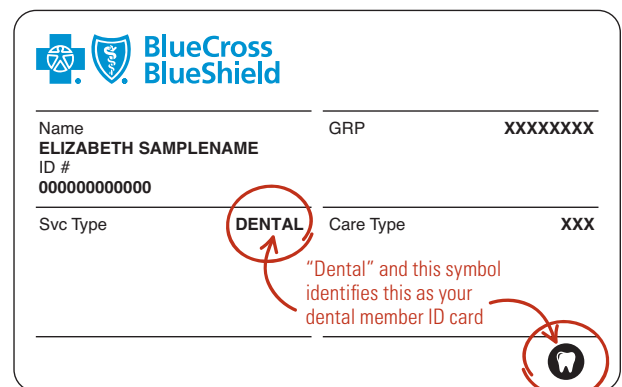 BlueCross
BlueShield
Name
ELIZABETH SAMPLENAME
ID #
000000000000
GRP XXXXXXXX
Svc Type DENTAL
Care Type XXX
"Dental" and this symbol
identifies this as your
dental member ID card